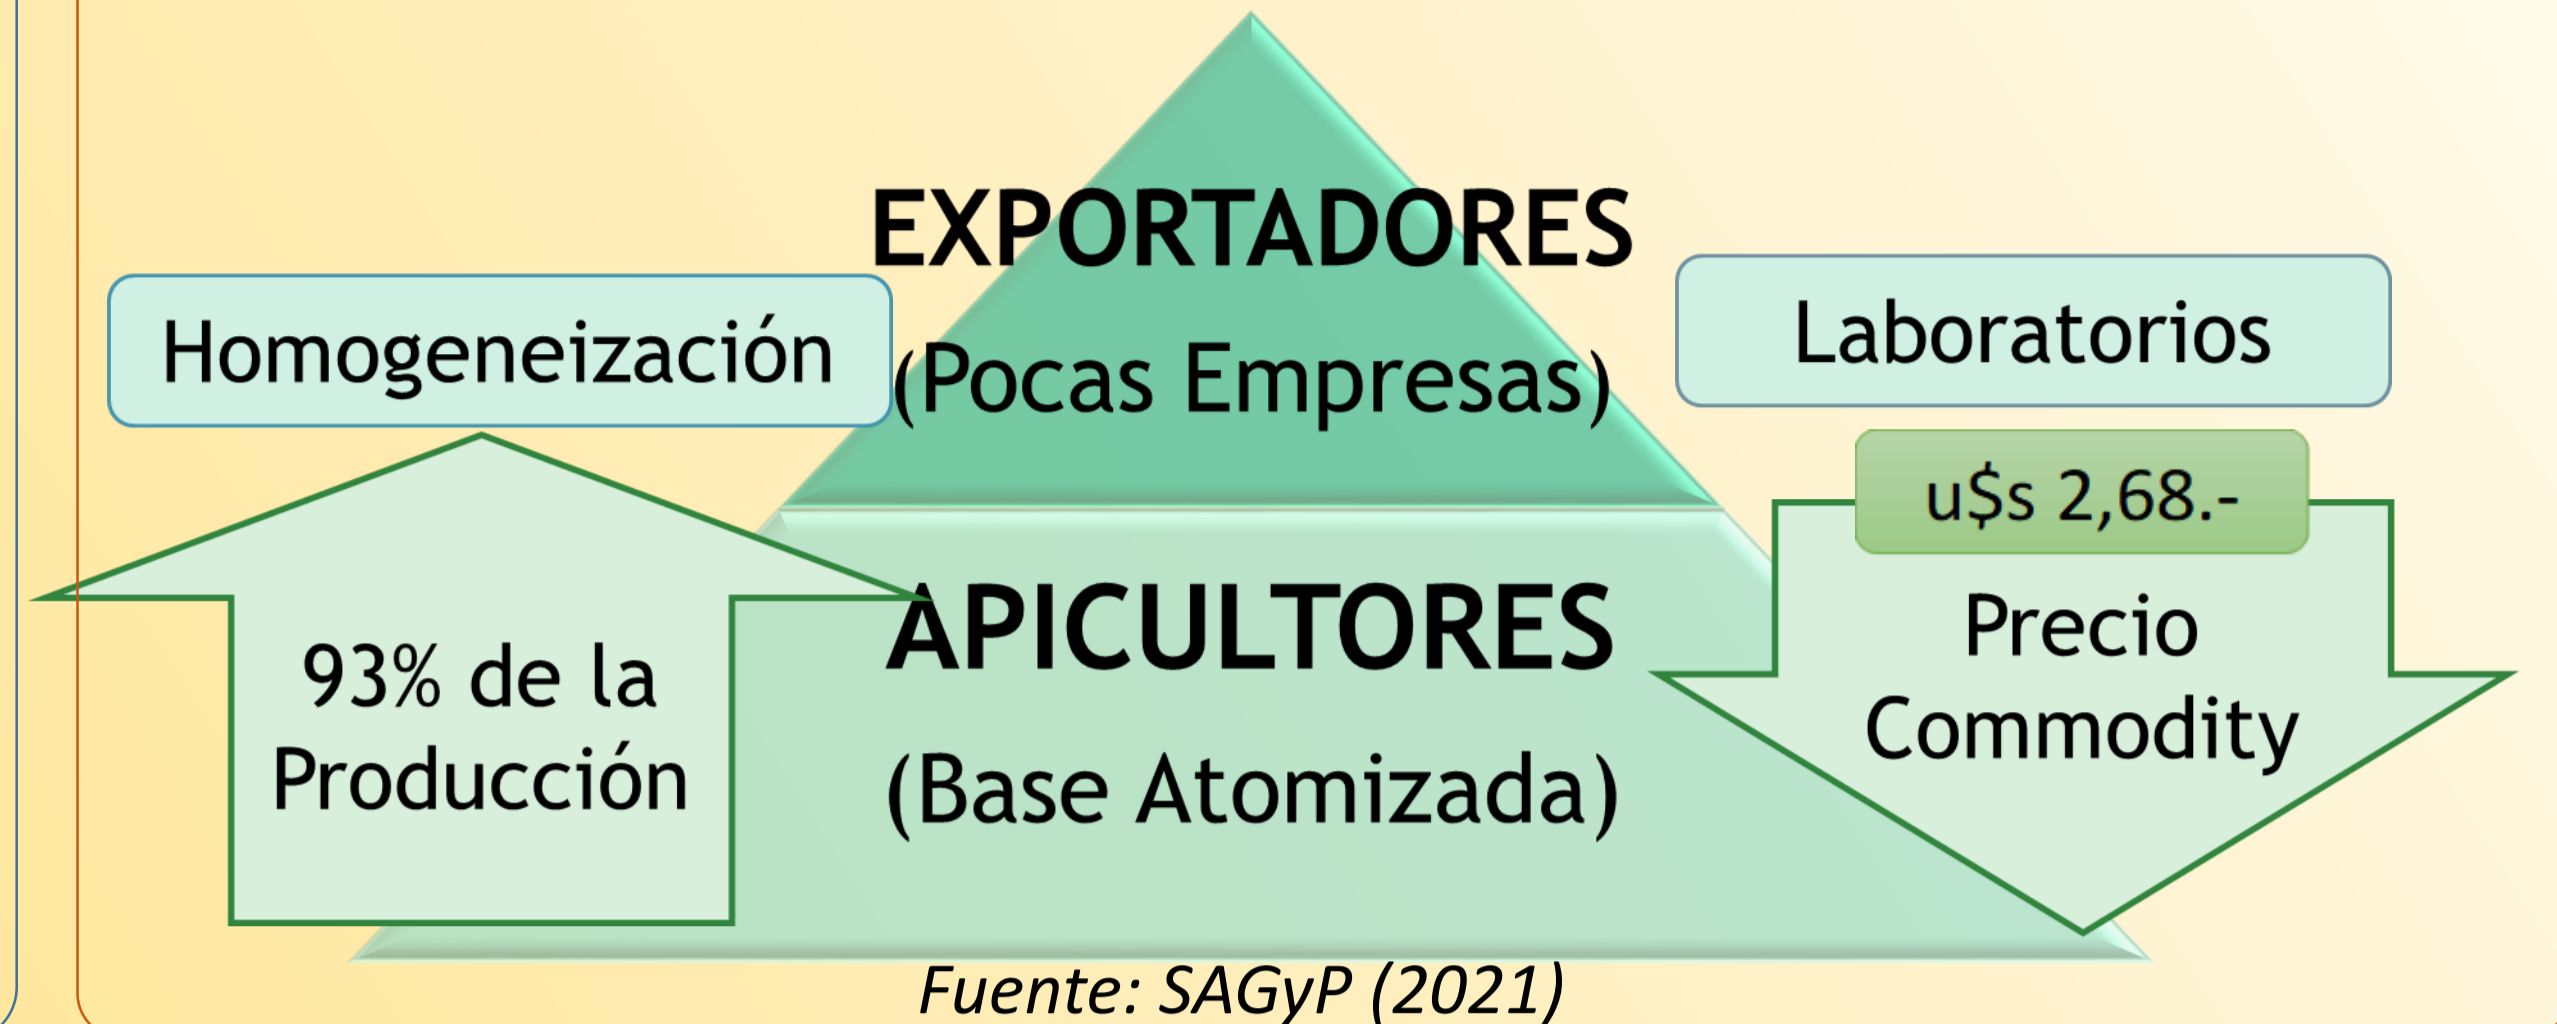 EXPORTADORES
(Pocas Empresas)
Homogeneización
Laboratorios
u$s 2,68.-
93% de la
Producción
APICULTORES
(Base Atomizada)
Precio
Commodity
Fuente: SAGyP (2021)